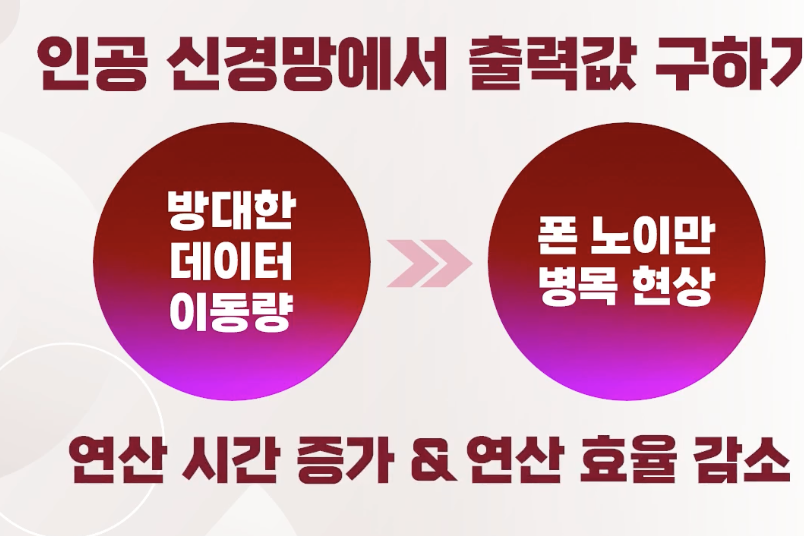 인공 신경망에서 출력값 구하기
방대한
데이터
이동량
폰 노이만
병목 현상
연산 시간 증가 & 연산 효율 감소